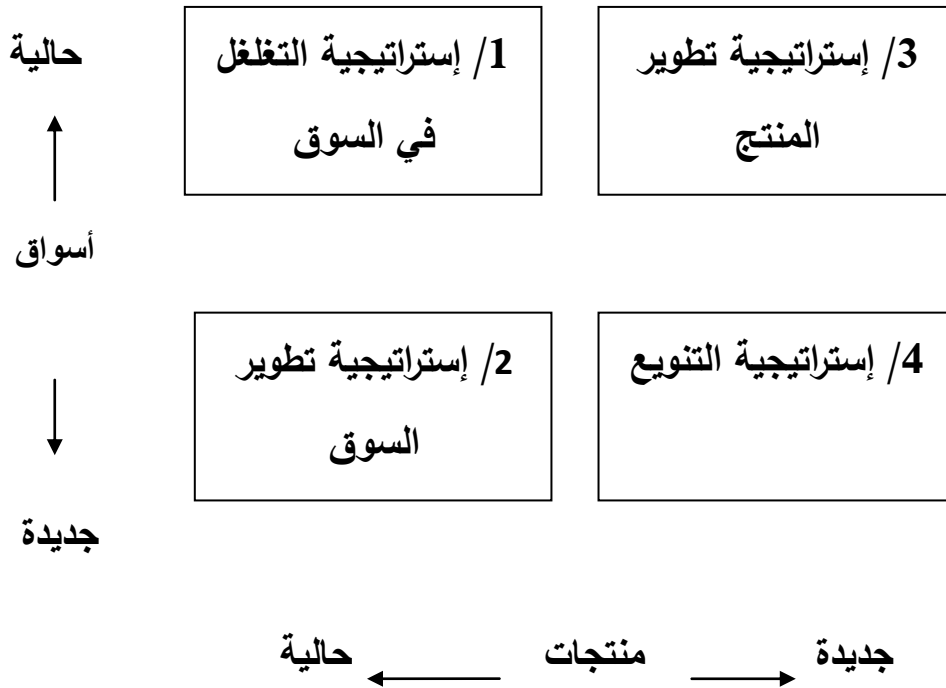 حالية
3/ إستراتيجية تطوير
المنتج
1/ إستراتيجية التغلغل
في السوق
أسواق
4/ إستراتيجية التنويع
2/ إستراتيجية تطوير
السوق
جديدة
جديدة
منتجات
حالية